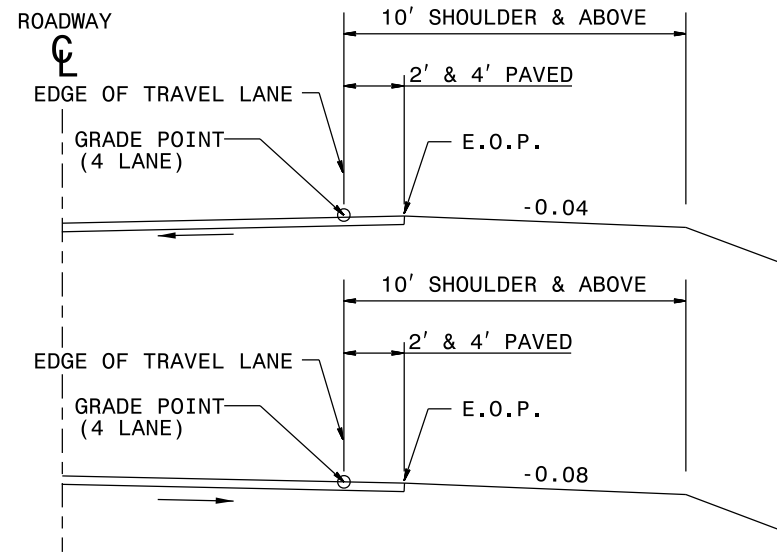 ROADWAY
℄
10' SHOULDER & ABOVE
2' & 4' PAVED
EDGE OF TRAVEL LANE
GRADE POINT
(4 LANE)
E.O.P.
-0.04
10' SHOULDER & ABOVE
2' & 4' PAVED
EDGE OF TRAVEL LANE
GRADE POINT
(4 LANE)
E.O.P.
-0.08